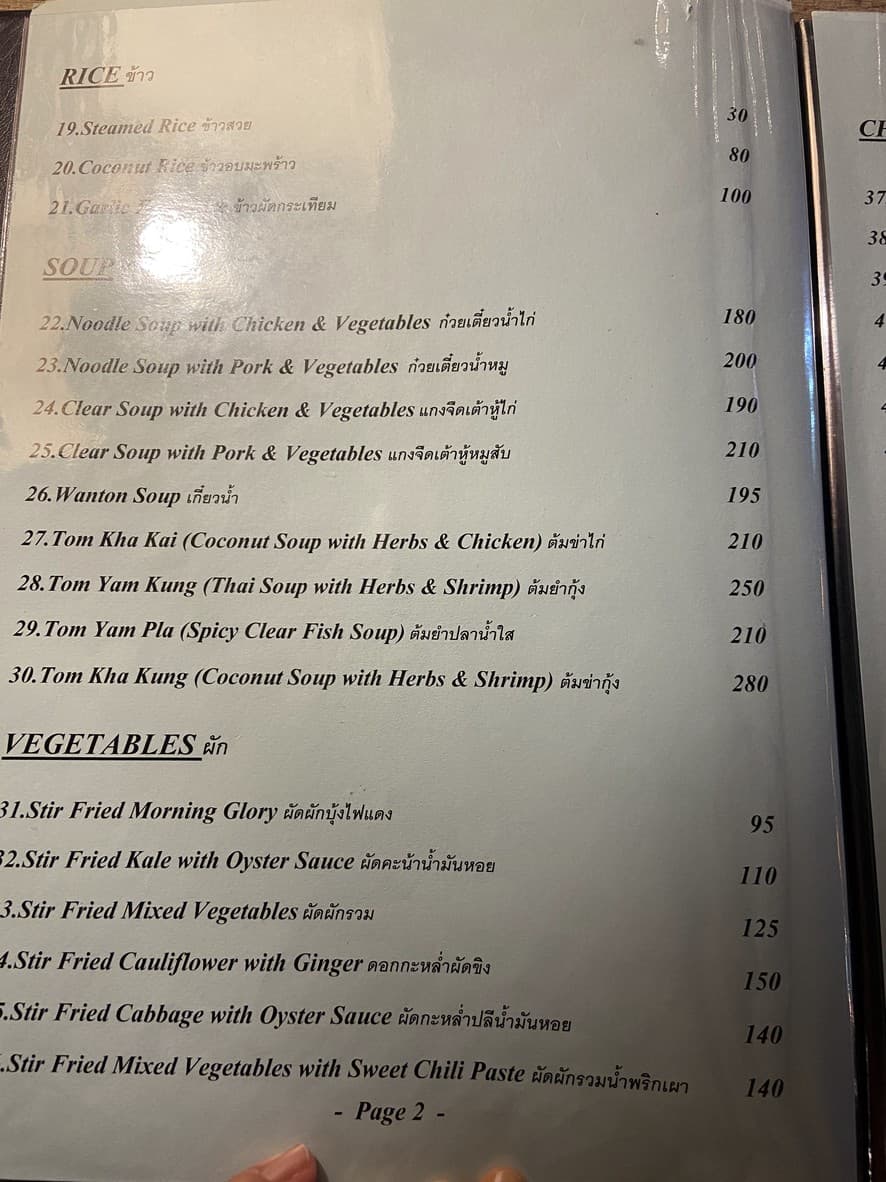 RICE ข้าว
19.Steamed Rice ข้าวสวย 30
20.Coconut Rice ข้าวอบมะพร้าว 80
21.Garlic ข้าวผัดกระเทียม 100
SOUP
22.Noodle Soup with Chicken & Vegetables ก๋วยเตี๋ยวน้ำไก่ 180
23.Noodle Soup with Pork & Vegetables ก๋วยเตี๋ยวน้ำหมู 200
24.Clear Soup with Chicken & Vegetables แกงจืดเต้าหู้ไก่ 190
25.Clear Soup with Pork & Vegetables แกงจืดเต้าหู้หมูสับ 210
26.Wanton Soup เกี๋ยวน้ำ 195
27.Tom Kha Kai (Coconut Soup with Herbs & Chicken) ต้มข่าไก่ 210
28.Tom Yam Kung (Thai Soup with Herbs & Shrimp) ต้มยำกุ้ง 250
29.Tom Yam Pla (Spicy Clear Fish Soup) ต้มยำปลาน้ำใส 210
30.Tom Kha Kung (Coconut Soup with Herbs & Shrimp) ต้มข่ากุ้ง 280
VEGETABLES ผัก
31.Stir Fried Morning Glory ผัดผักบุ้งไฟแดง 95
32.Stir Fried Kale with Oyster Sauce ผัดคะน้าน้ำมันหอย 110
3.Stir Fried Mixed Vegetables ผัดผักรวม 125
4.Stir Fried Cauliflower with Ginger ดอกกะหล่ำผัดขิง 150
5.Stir Fried Cabbage with Oyster Sauce ผัดกะหล่ำปลีน้ำมันหอย 140
.Stir Fried Mixed Vegetables with Sweet Chili Paste ผัดผักรวมน้ำพริกเผา 140
- Page 2 -
CH
37
38
39
4
4